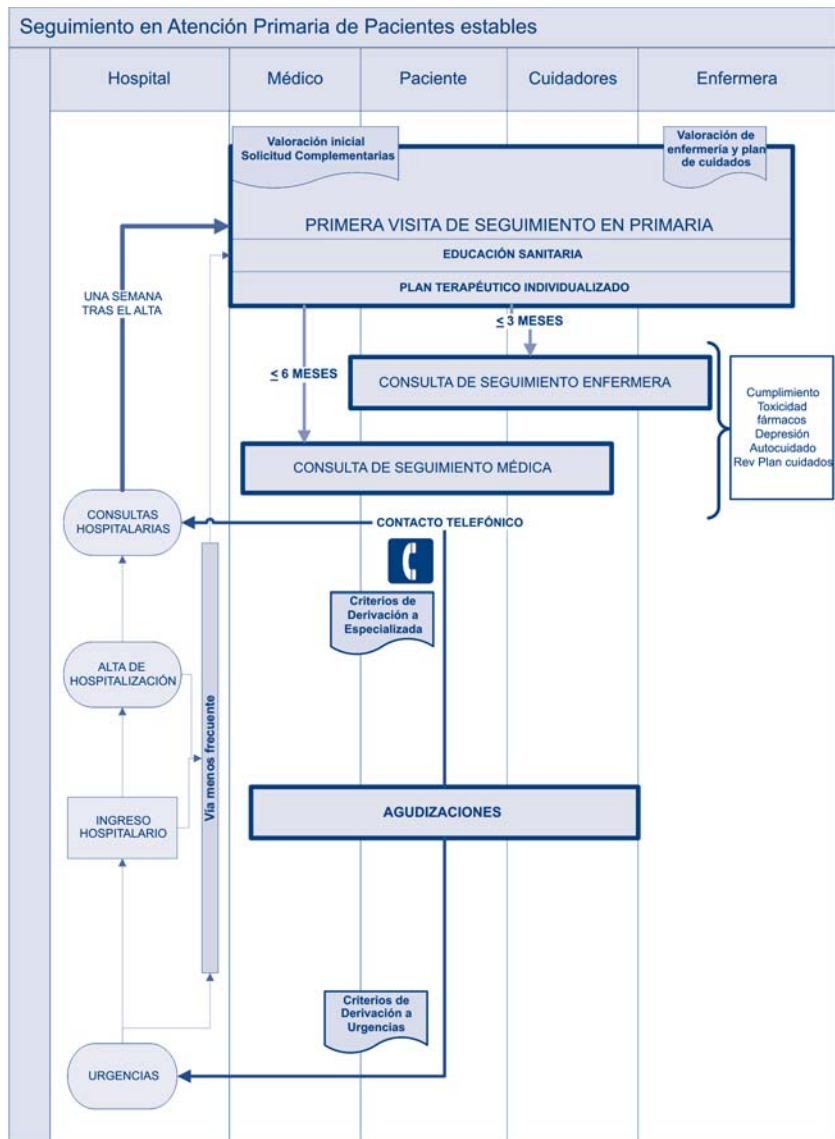 Seguimiento en Atención Primaria de Pacientes estables
Hospital
Médico
Paciente
Cuidadores
Enfermera
Valoración inicial
Solicitud Complementarias
Valoración de
enfermería y plan
de cuidados
PRIMERA VISITA DE SEGUIMIENTO EN PRIMARIA
EDUCACIÓN SANITARIA
PLAN TERAPÉUTICO INDIVIDUALIZADO
UNA SEMANA
TRAS EL ALTA
≤ 3 MESES
≤ 6 MESES
CONSULTA DE SEGUIMIENTO ENFERMERA
Cumplimiento
Toxicidad
fármacos
Depresión
Autocuidado
Rev Plan cuidados
CONSULTA DE SEGUIMIENTO MÉDICA
CONSULTAS
HOSPITALARIAS
CONTACTO TELEFÓNICO
Criterios de
Derivación a
Especializada
ALTA DE
HOSPITALIZACIÓN
Vía menos frecuente
INGRESO
HOSPITALARIO
AGUDIZACIONES
Criterios de
Derivación a
Urgencias
URGENCIAS